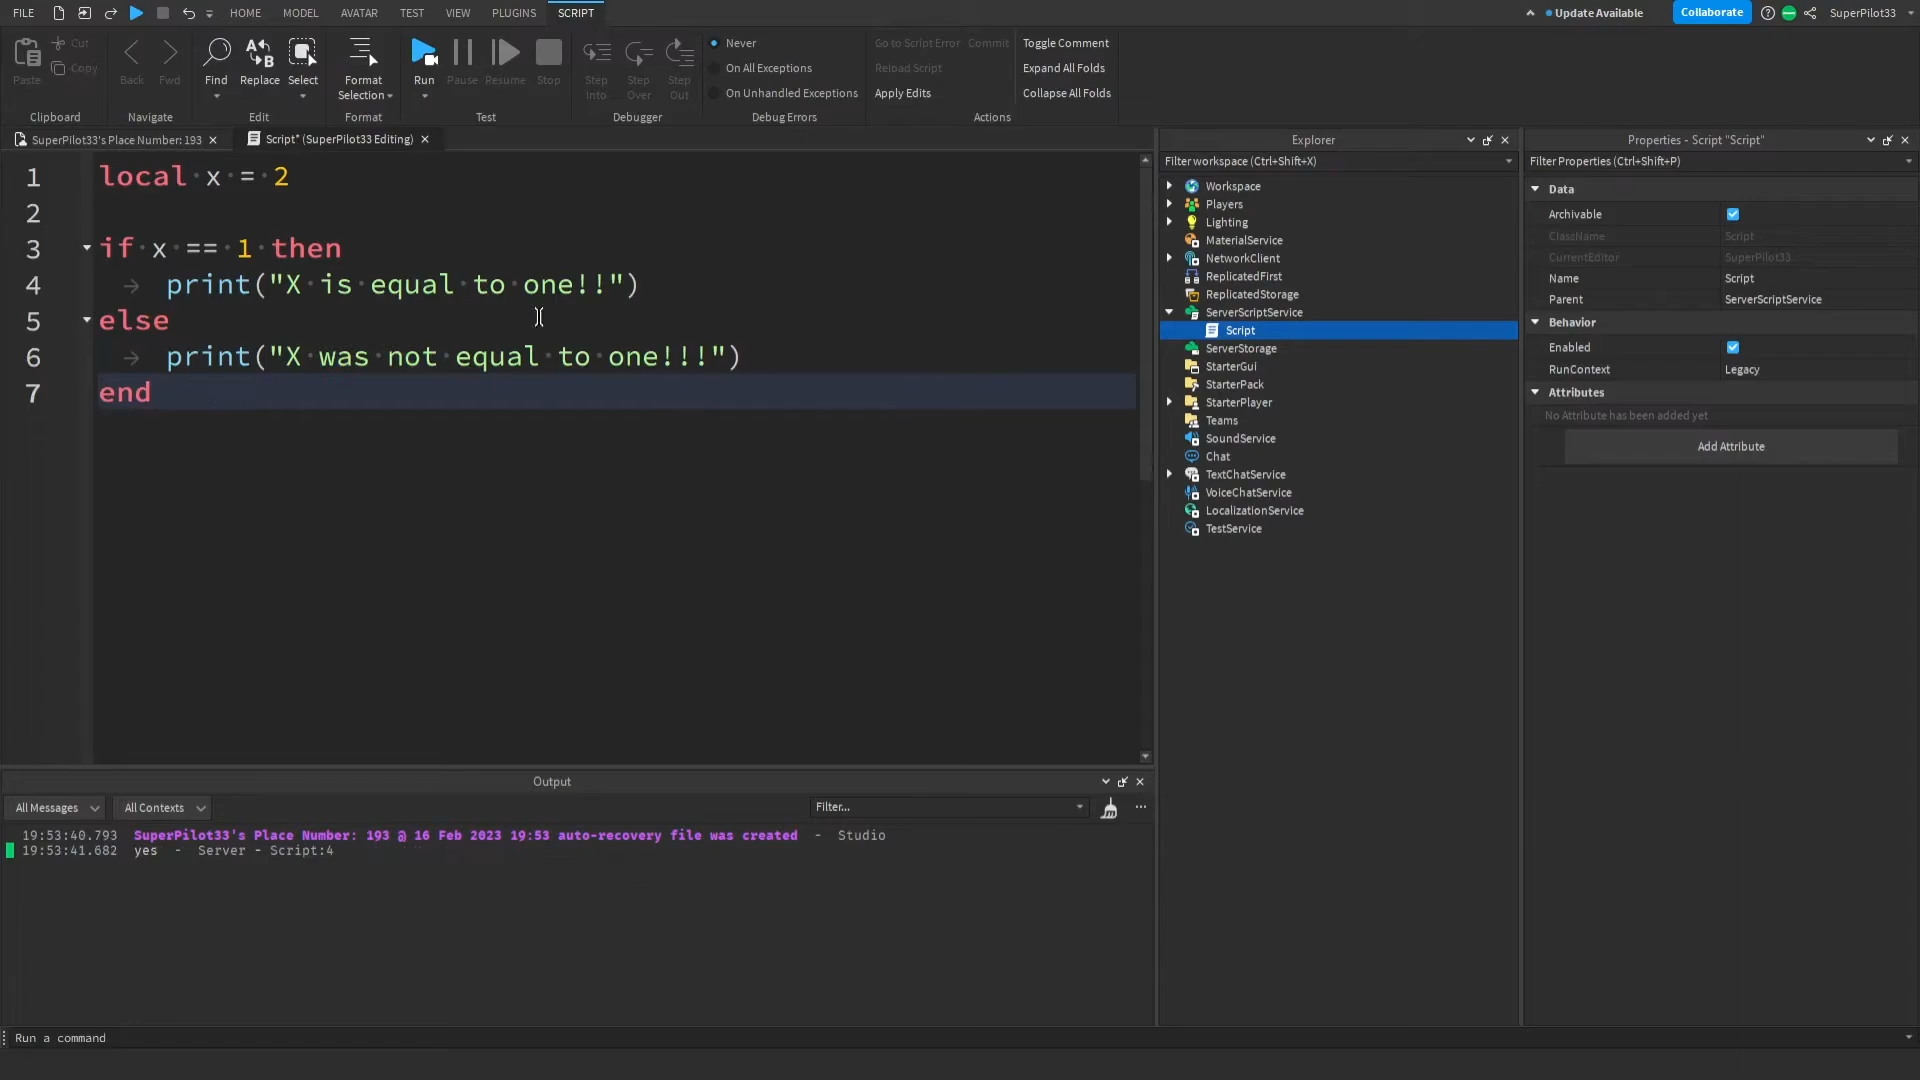 FILE HOME MODEL AVATAR TEST VIEW PLUGINS SCRIPT Update Available Collaborate SuperPilot33
Paste Cut Copy Back Fwd Find Replace Select Format Selection Run Pause Resume Stop Step Into Step Over Step Out
Never
On All Exceptions
On Unhandled Exceptions
Go to Script Error Commit
Reload Script
Apply Edits
Toggle Comment
Expand All Folds
Collapse All Folds
Clipboard Navigate Edit Format Test Debugger Debug Errors Actions
SuperPilot33's Place Number: 193 Script* (SuperPilot33 Editing)
1 local x = 2
2
3 if x == 1 then
4 print("X is equal to one!!")
5 else
6 print("X was not equal to one!!!")
7 end
Output
All Messages All Contexts Filter...
19:53:40.793 SuperPilot33's Place Number: 193 @ 16 Feb 2023 19:53 auto-recovery file was created - Studio
19:53:41.682 yes - Server - Script:4
Run a command
Explorer
Filter workspace (Ctrl+Shift+X)
Workspace
Players
Lighting
MaterialService
NetworkClient
ReplicatedFirst
ReplicatedStorage
ServerScriptService
Script
ServerStorage
StarterGui
StarterPack
StarterPlayer
Teams
SoundService
Chat
TextChatService
VoiceChatService
LocalizationService
TestService
Properties - Script "Script"
Filter Properties (Ctrl+Shift+P)
Data
Archivable
ClassName Script
CurrentEditor SuperPilot33
Name Script
Parent ServerScriptService
Behavior
Enabled
RunContext Legacy
Attributes
No Attribute has been added yet
Add Attribute